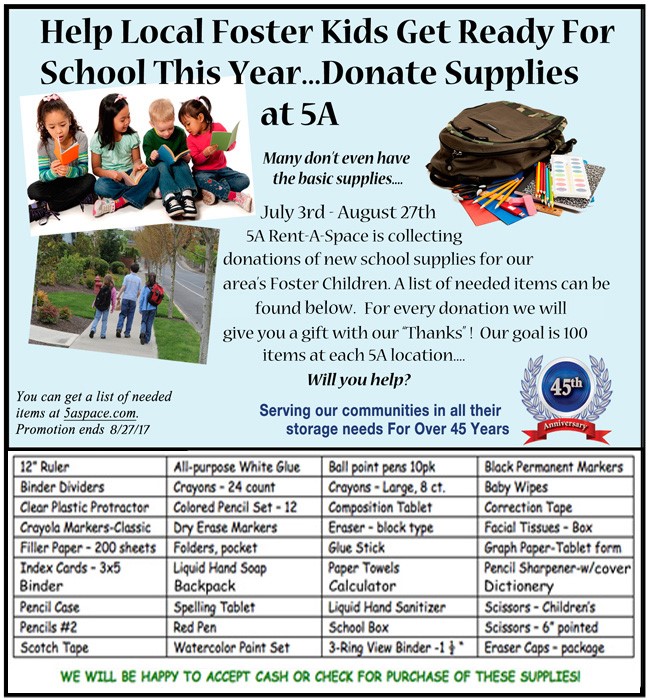 Help Local Foster Kids Get Ready For
School This Year...Donate Supplies
at 5A
Many don't even have
the basic supplies....
July 3rd - August 27th
5A Rent-A-Space is collecting
donations of new school supplies for our
area's Foster Children. A list of needed items can be
found below. For every donation we will
give you a gift with our "Thanks" ! Our goal is 100
items at each 5A location....
Will you help?
You can get a list of needed
items at 5aspace.com.
Promotion ends 8/27/17
Serving our communities in all their
storage needs For Over 45 Years
45th
Anniversary
12" Ruler All-purpose White Glue Ball point pens 10pk Black Permanent Markers
Binder Dividers Crayons - 24 count Crayons - Large, 8 ct. Baby Wipes
Clear Plastic Protractor Colored Pencil Set - 12 Composition Tablet Correction Tape
Crayola Markers-Classic Dry Erase Markers Eraser - block type Facial Tissues - Box
Filler Paper - 200 sheets Folders, pocket Glue Stick Graph Paper-Tablet form
Index Cards - 3x5 Liquid Hand Soap Paper Towels Pencil Sharpener-w/cover
Binder Backpack Calculator Dictionery
Pencil Case Spelling Tablet Liquid Hand Sanitizer Scissors - Children's
Pencils #2 Red Pen School Box Scissors - 6" pointed
Scotch Tape Watercolor Paint Set 3-Ring View Binder -1 ½ " Eraser Caps - package
WE WILL BE HAPPY TO ACCEPT CASH OR CHECK FOR PURCHASE OF THESE SUPPLIES!